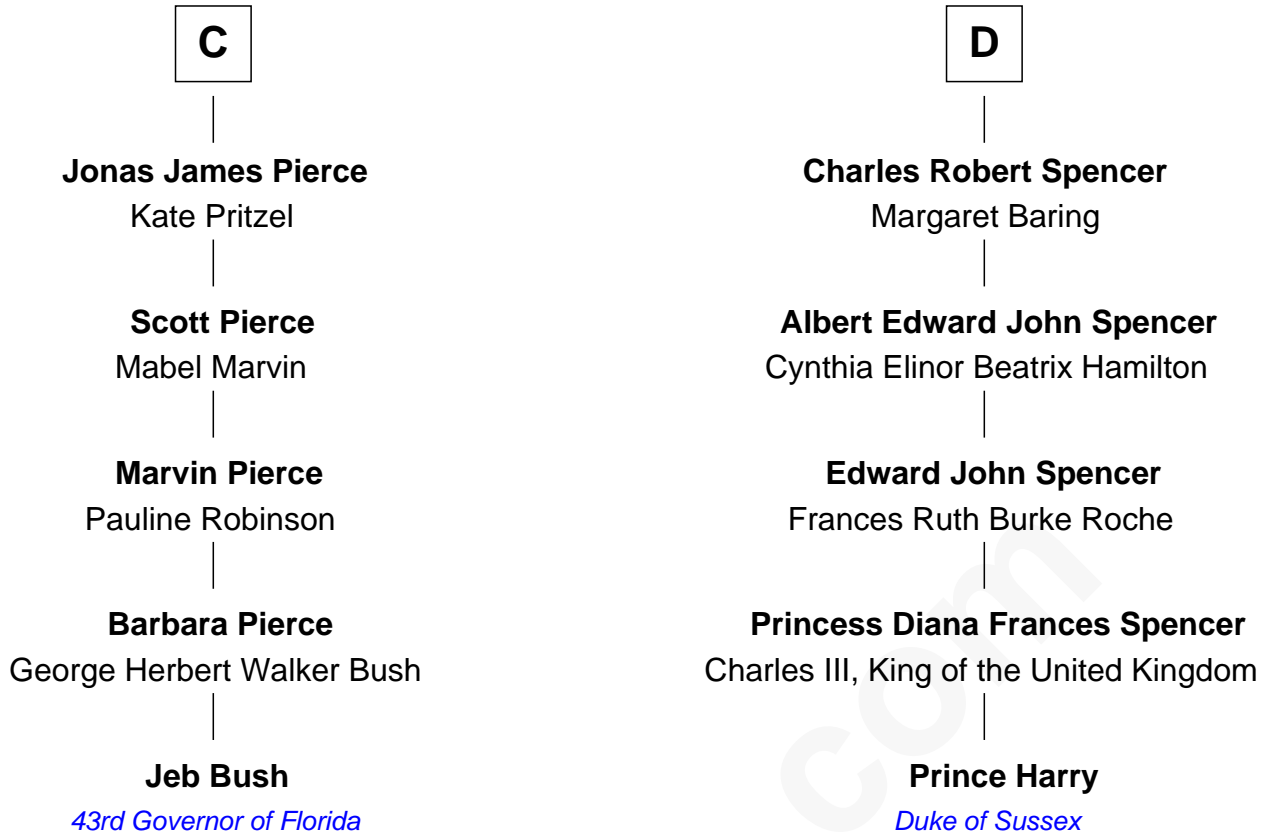 C
Jonas James Pierce
Kate Pritzel
Scott Pierce
Mabel Marvin
Marvin Pierce
Pauline Robinson
Barbara Pierce
George Herbert Walker Bush
Jeb Bush
43rd Governor of Florida
D
Charles Robert Spencer
Margaret Baring
Albert Edward John Spencer
Cynthia Elinor Beatrix Hamilton
Edward John Spencer
Frances Ruth Burke Roche
Princess Diana Frances Spencer
Charles III, King of the United Kingdom
Prince Harry
Duke of Sussex
com